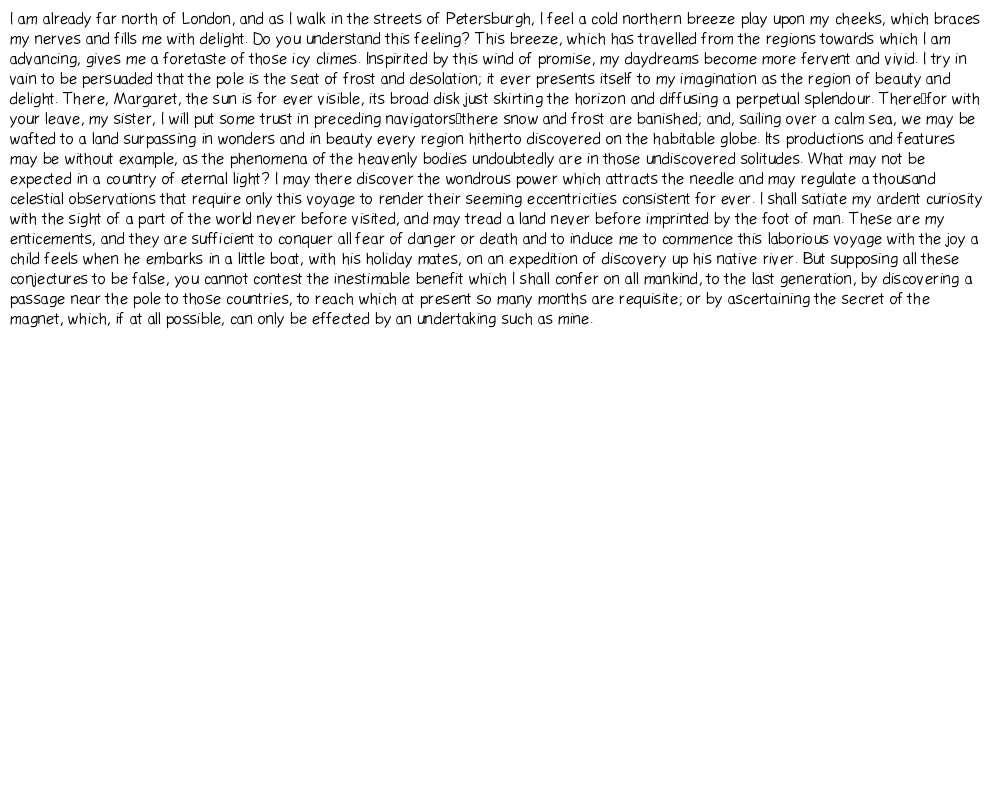 I am already far north of London, and as I walk in the streets of Petersburgh, I feel a cold northern breeze play upon my cheeks, which braces
my nerves and fills me with delight. Do you understand this feeling? This breeze, which has travelled from the regions towards which I am
advancing, gives me a foretaste of those icy climes. Inspirited by this wind of promise, my daydreams become more fervent and vivid. I try in
vain to be persuaded that the pole is the seat of frost and desolation; it ever presents itself to my imagination as the region of beauty and
delight. There, Margaret, the sun is for ever visible, its broad disk just skirting the horizon and diffusing a perpetual splendour. There□for with
your leave, my sister, I will put some trust in preceding navigators□there snow and frost are banished; and, sailing over a calm sea, we may be
wafted to a land surpassing in wonders and in beauty every region hitherto discovered on the habitable globe. Its productions and features
may be without example, as the phenomena of the heavenly bodies undoubtedly are in those undiscovered solitudes. What may not be
expected in a country of eternal light? I may there discover the wondrous power which attracts the needle and may regulate a thousand
celestial observations that require only this voyage to render their seeming eccentricities consistent for ever. I shall satiate my ardent curiosity
with the sight of a part of the world never before visited, and may tread a land never before imprinted by the foot of man. These are my
enticements, and they are sufficient to conquer all fear of danger or death and to induce me to commence this laborious voyage with the joy a
child feels when he embarks in a little boat, with his holiday mates, on an expedition of discovery up his native river. But supposing all these
conjectures to be false, you cannot contest the inestimable benefit which I shall confer on all mankind, to the last generation, by discovering a
passage near the pole to those countries, to reach which at present so many months are requisite; or by ascertaining the secret of the
magnet, which, if at all possible, can only be effected by an undertaking such as mine.